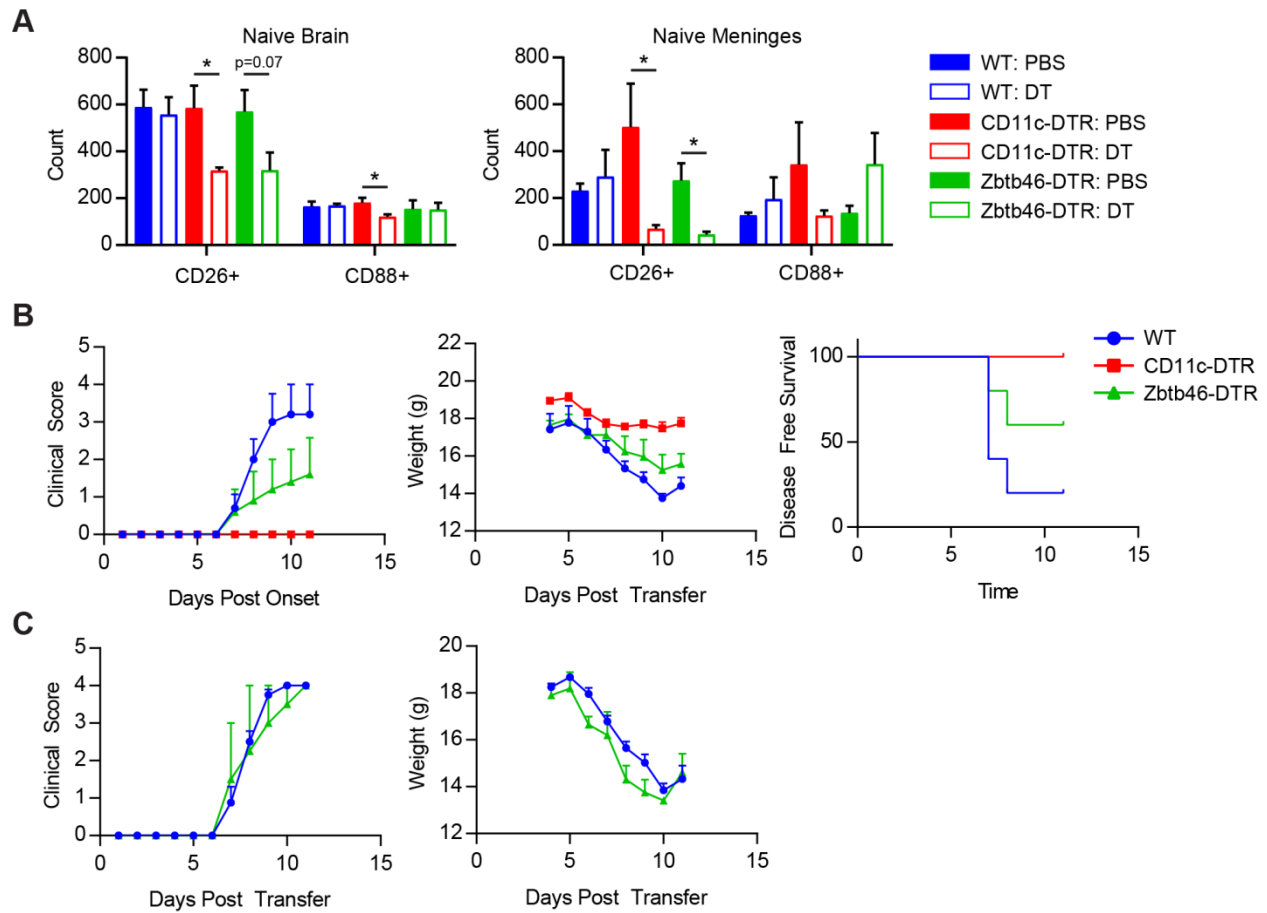 A
Naive Brain
Naive Meninges
800
600
400
200
0
Count
*
p=0.07
*
CD26+
CD88+
800
600
400
200
0
Count
*
*
CD26+
CD88+
WT: PBS
WT: DT
CD11c-DTR: PBS
CD11c-DTR: DT
Zbtb46-DTR: PBS
Zbtb46-DTR: DT
B
5
4
3
2
1
0
Clinical Score
0 5 10 15
Days Post Onset
22
20
18
16
14
12
Weight (g)
0 5 10 15
Days Post Transfer
100
50
0
Disease Free Survival
0 5 10 15
Time
WT
CD11c-DTR
Zbtb46-DTR
C
5
4
3
2
1
0
Clinical Score
0 5 10 15
Days Post Transfer
20
18
16
14
12
Weight (g)
0 5 10 15
Days Post Transfer